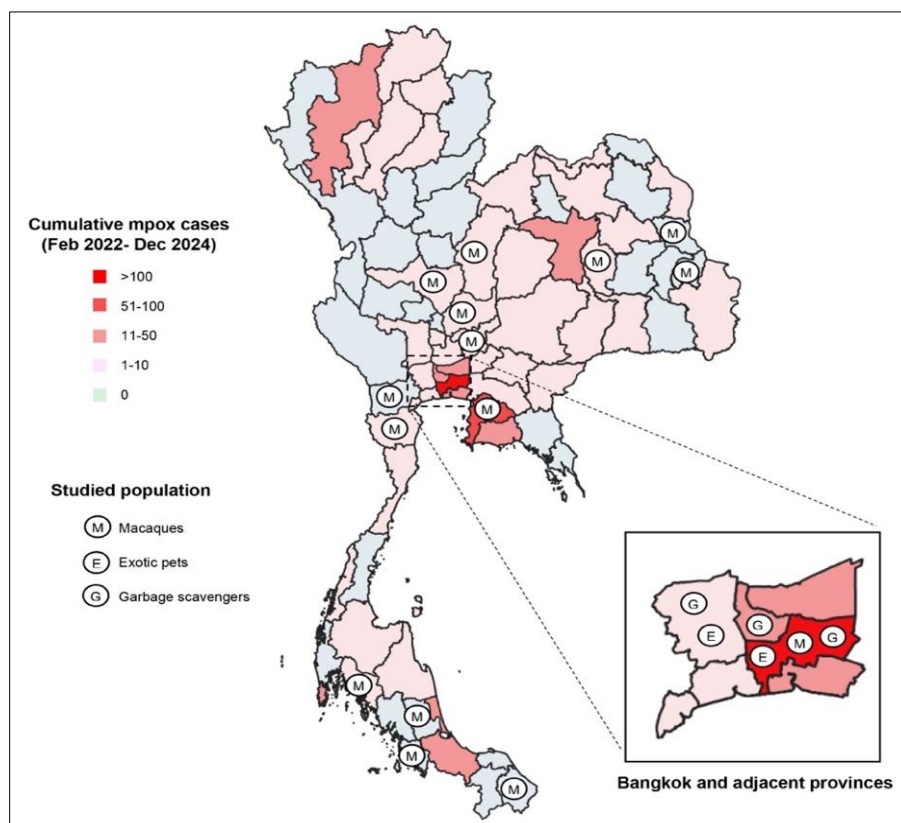 Cumulative mpox cases
(Feb 2022- Dec 2024)
>100
51-100
11-50
1-10
0
Studied population
M Macaques
E Exotic pets
G Garbage scavengers
M
M
M
M
M
M
M
M
M
M
M
M
M
M
G
G
E
E
M
G
Bangkok and adjacent provinces